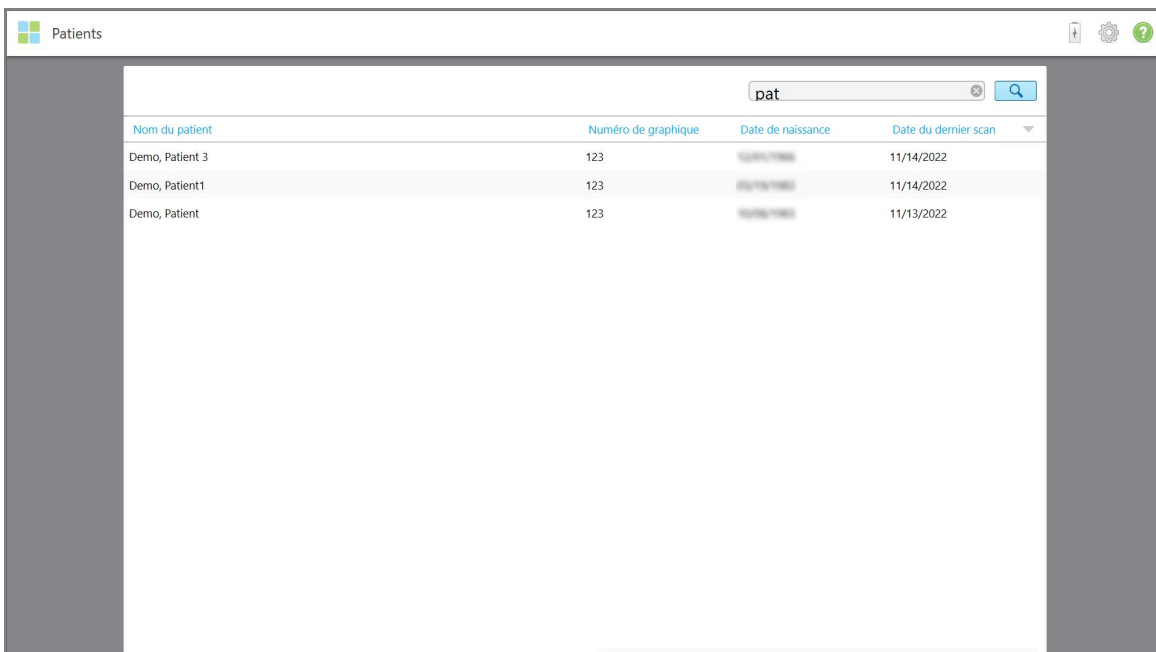 Patients
pat
Nom du patient Numéro de graphique Date de naissance Date du dernier scan
Demo, Patient 3 123 11/14/2022
Demo, Patient1 123 11/14/2022
Demo, Patient 123 11/13/2022